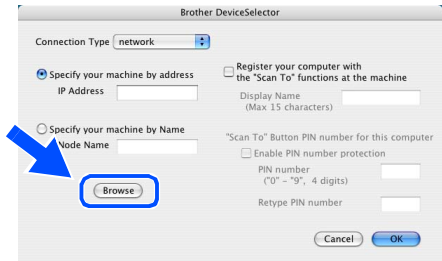 Brother DeviceSelector
Connection Type network
Specify your machine by address
IP Address
Specify your machine by Name
Node Name
Browse
Register your computer with
the "Scan To" functions at the machine
Display Name
(Max 15 characters)
"Scan To" Button PIN number for this computer
Enable PIN number protection
PIN number
("0" - "9", 4 digits)
Retype PIN number
Cancel OK